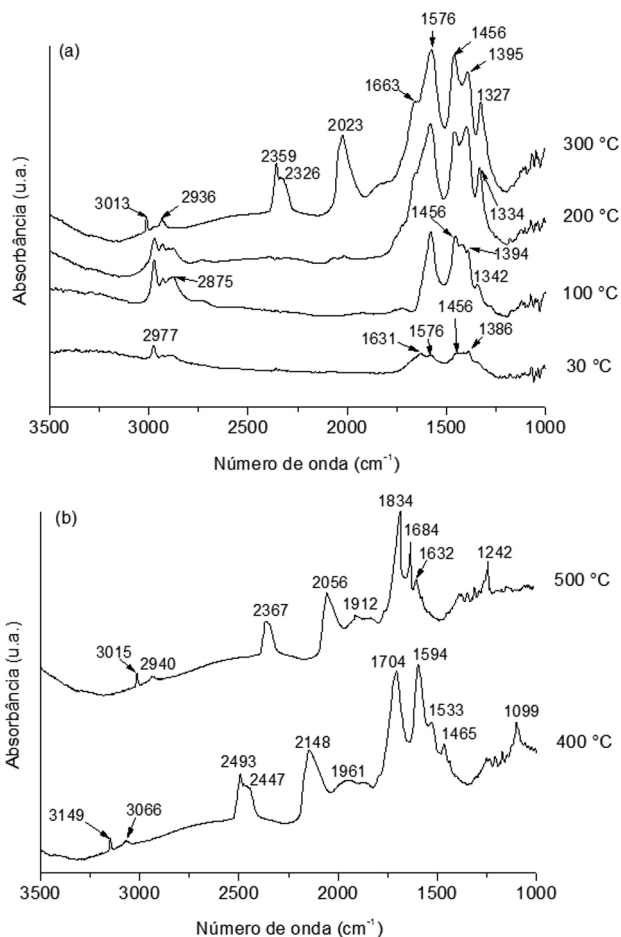 (a)
1576
1456
1395
1663
1327
2023
300 °C
2359
2326
3013
2936
200 °C
1334
1456
1394
2875
1342
100 °C
1456
2977
1576
1386
1631
30 °C
3500 3000 2500 2000 1500 1000
Absorbância (u.a.)
Número de onda (cm-1)
(b)
1834
1684
1632
1242
500 °C
2056
1912
2367
3015
2940
1704
1594
1533
1099
1465
400 °C
2148
2493
2447
1961
3149
3066
3500 3000 2500 2000 1500 1000
Absorbância (u.a.)
Número de onda (cm-1)